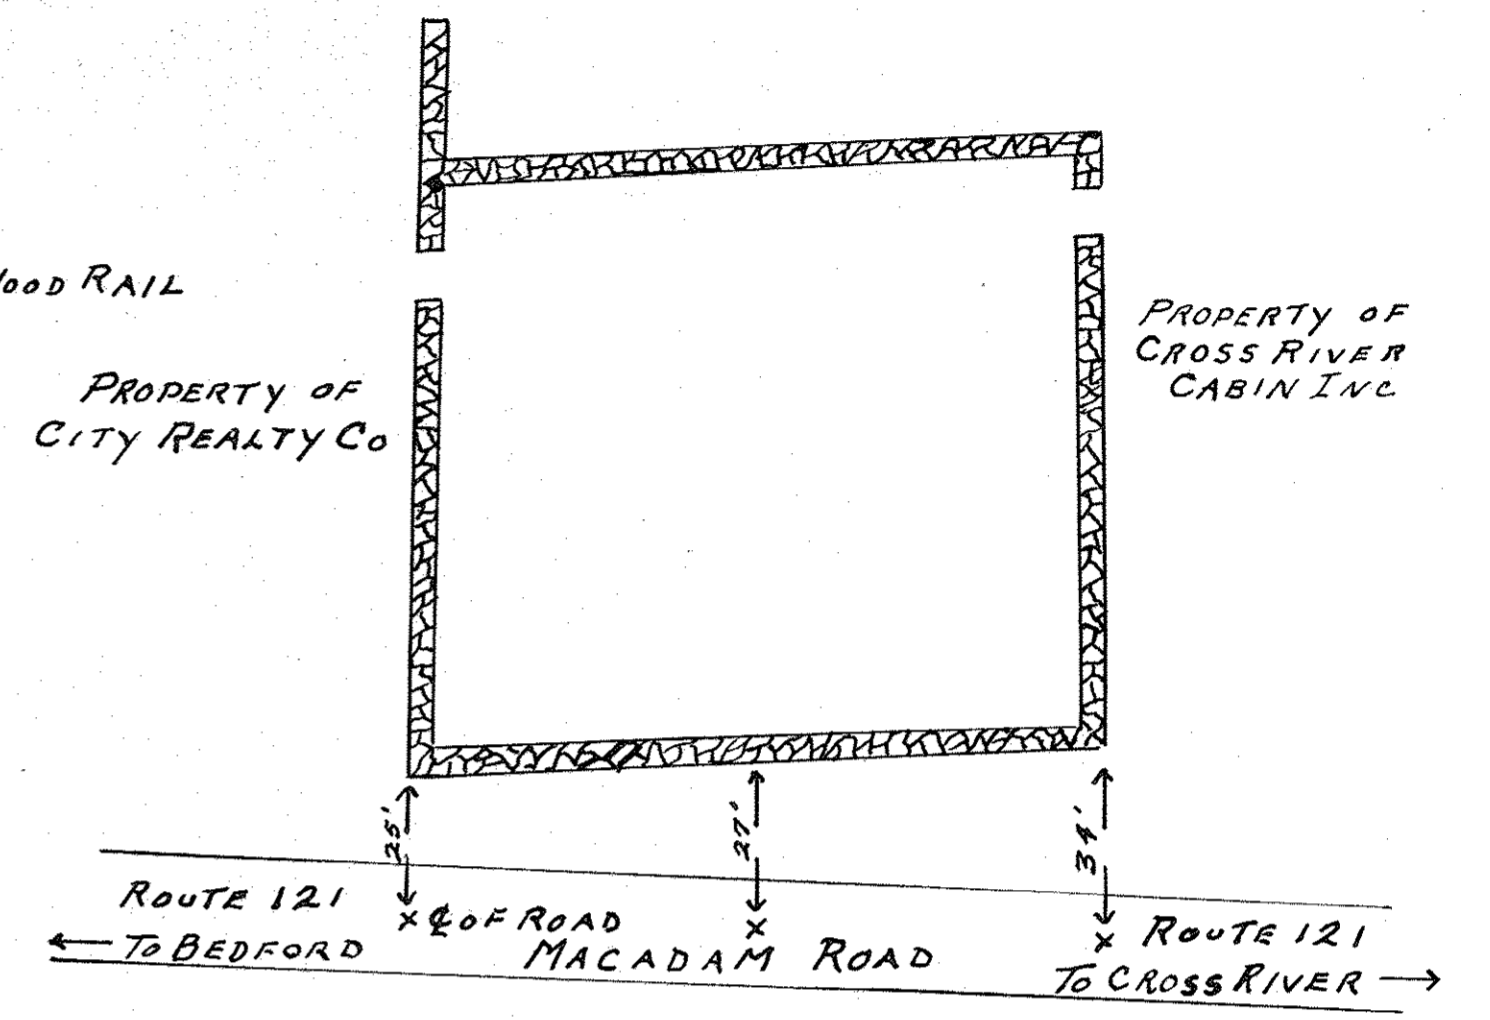 RAIL
PROPERTY OF
CITY REALTY CO
PROPERTY OF
CROSS RIVER
CABIN INC
25'
27'
34'
ROUTE 121
← TO BEDFORD
x ℄ OF ROAD
x
MACADAM ROAD
x ROUTE 121
TO CROSS RIVER →